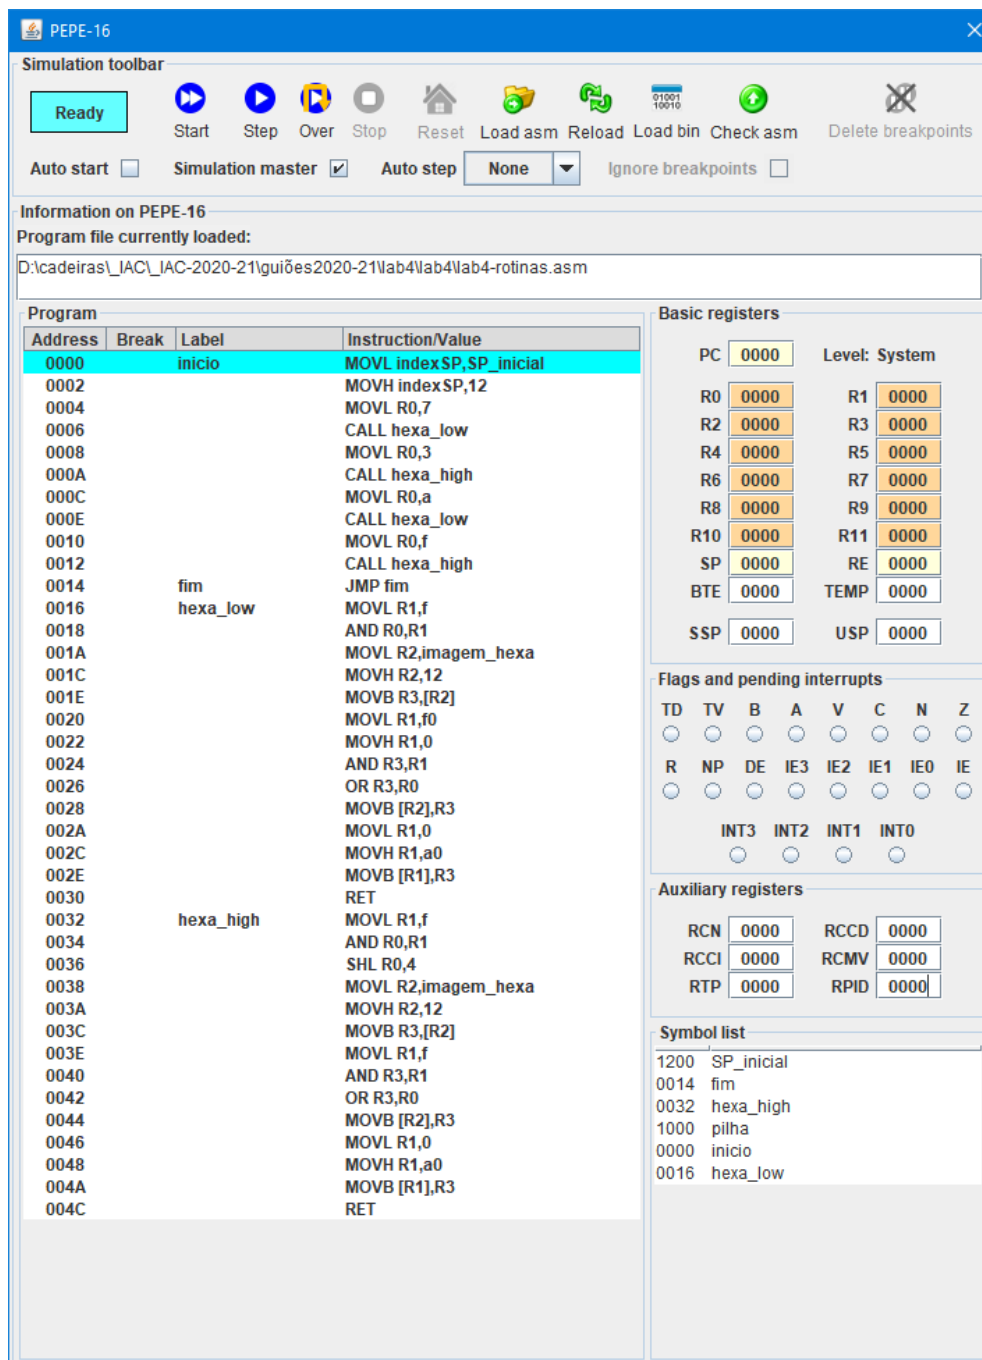 PEPE-16
Simulation toolbar
Ready
01001
10010
Start Step Over Stop Reset Load asm Reload Load bin Check asm Delete breakpoints
Auto start Simulation master Auto step None Ignore breakpoints
Information on PEPE-16
Program file currently loaded:
D:\cadeiras\_IAC\_IAC-2020-21\guiões2020-21\lab4\lab4\lab4-rotinas.asm
Program
Address Break Label Instruction/Value
0000 inicio MOVL indexSP,SP_inicial
0002 MOVH indexSP,12
0004 MOVL R0,7
0006 CALL hexa_low
0008 MOVL R0,3
000A CALL hexa_high
000C MOVL R0,a
000E CALL hexa_low
0010 MOVL R0,f
0012 CALL hexa_high
0014 fim JMP fim
0016 hexa_low MOVL R1,f
0018 AND R0,R1
001A MOVL R2,imagem_hexa
001C MOVH R2,12
001E MOVB R3,[R2]
0020 MOVL R1,f0
0022 MOVH R1,0
0024 AND R3,R1
0026 OR R3,R0
0028 MOVB [R2],R3
002A MOVL R1,0
002C MOVH R1,a0
002E MOVB [R1],R3
0030 RET
0032 hexa_high MOVL R1,f
0034 AND R0,R1
0036 SHL R0,4
0038 MOVL R2,imagem_hexa
003A MOVH R2,12
003C MOVB R3,[R2]
003E MOVL R1,f
0040 AND R3,R1
0042 OR R3,R0
0044 MOVB [R2],R3
0046 MOVL R1,0
0048 MOVH R1,a0
004A MOVB [R1],R3
004C RET
Basic registers
PC 0000 Level: System
R0 0000 R1 0000
R2 0000 R3 0000
R4 0000 R5 0000
R6 0000 R7 0000
R8 0000 R9 0000
R10 0000 R11 0000
SP 0000 RE 0000
BTE 0000 TEMP 0000
SSP 0000 USP 0000
Flags and pending interrupts
TD TV B A V C N Z
R NP DE IE3 IE2 IE1 IE0 IE
INT3 INT2 INT1 INT0
Auxiliary registers
RCN 0000 RCCD 0000
RCCI 0000 RCMV 0000
RTP 0000 RPID 0000
Symbol list
1200 SP_inicial
0014 fim
0032 hexa_high
1000 pilha
0000 inicio
0016 hexa_low